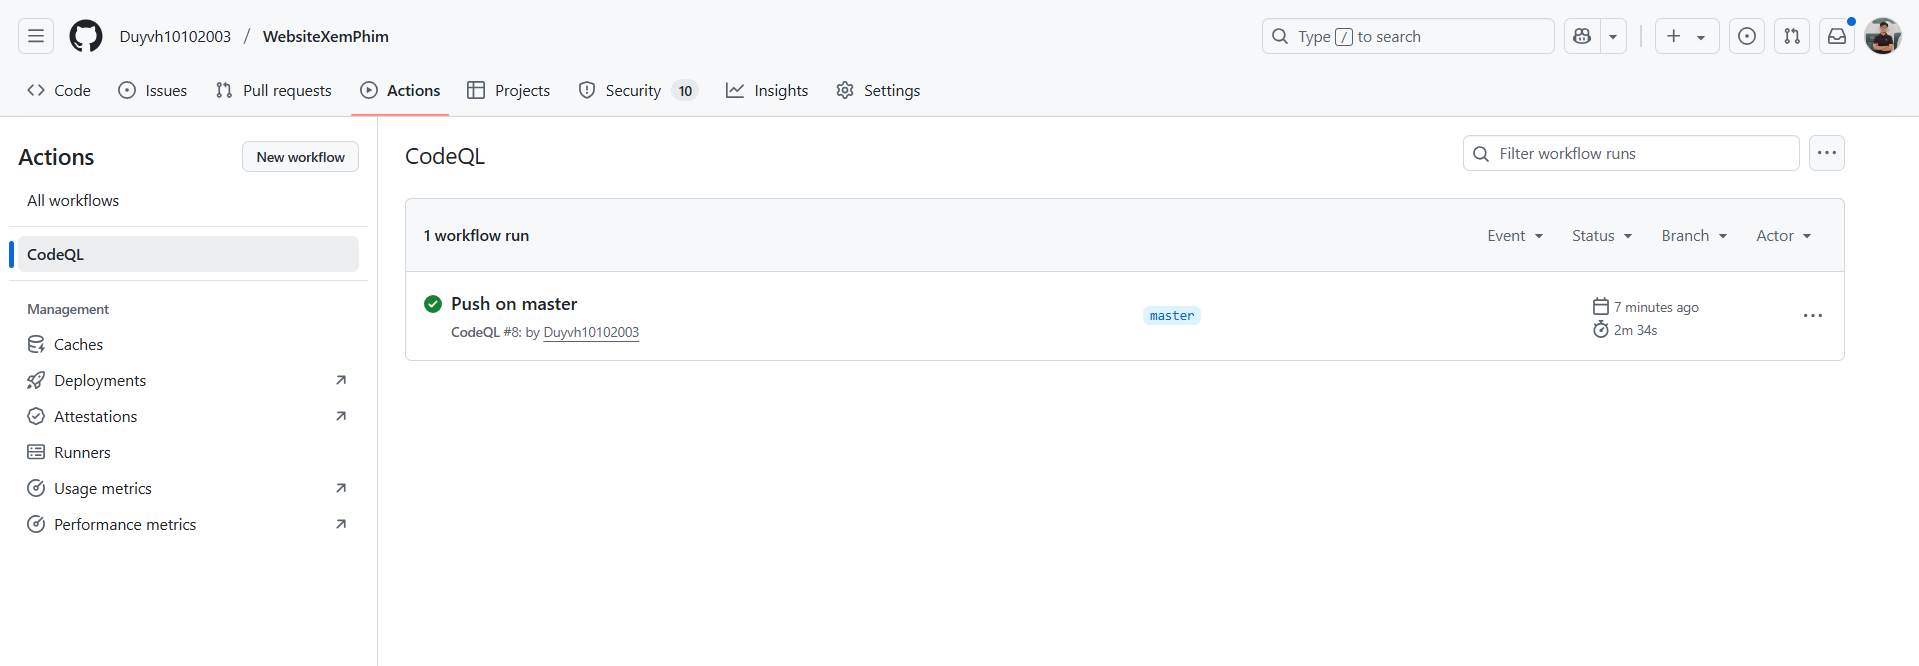 Duyvh10102003 / WebsiteXemPhim
Type / to search
Code
Issues
Pull requests
Actions
Projects
Security 10
Insights
Settings
Actions
New workflow
All workflows
CodeQL
Management
Caches
Deployments
Attestations
Runners
Usage metrics
Performance metrics
CodeQL
Filter workflow runs
1 workflow run
Event
Status
Branch
Actor
Push on master
CodeQL #8: by Duyvh10102003
master
7 minutes ago
2m 34s